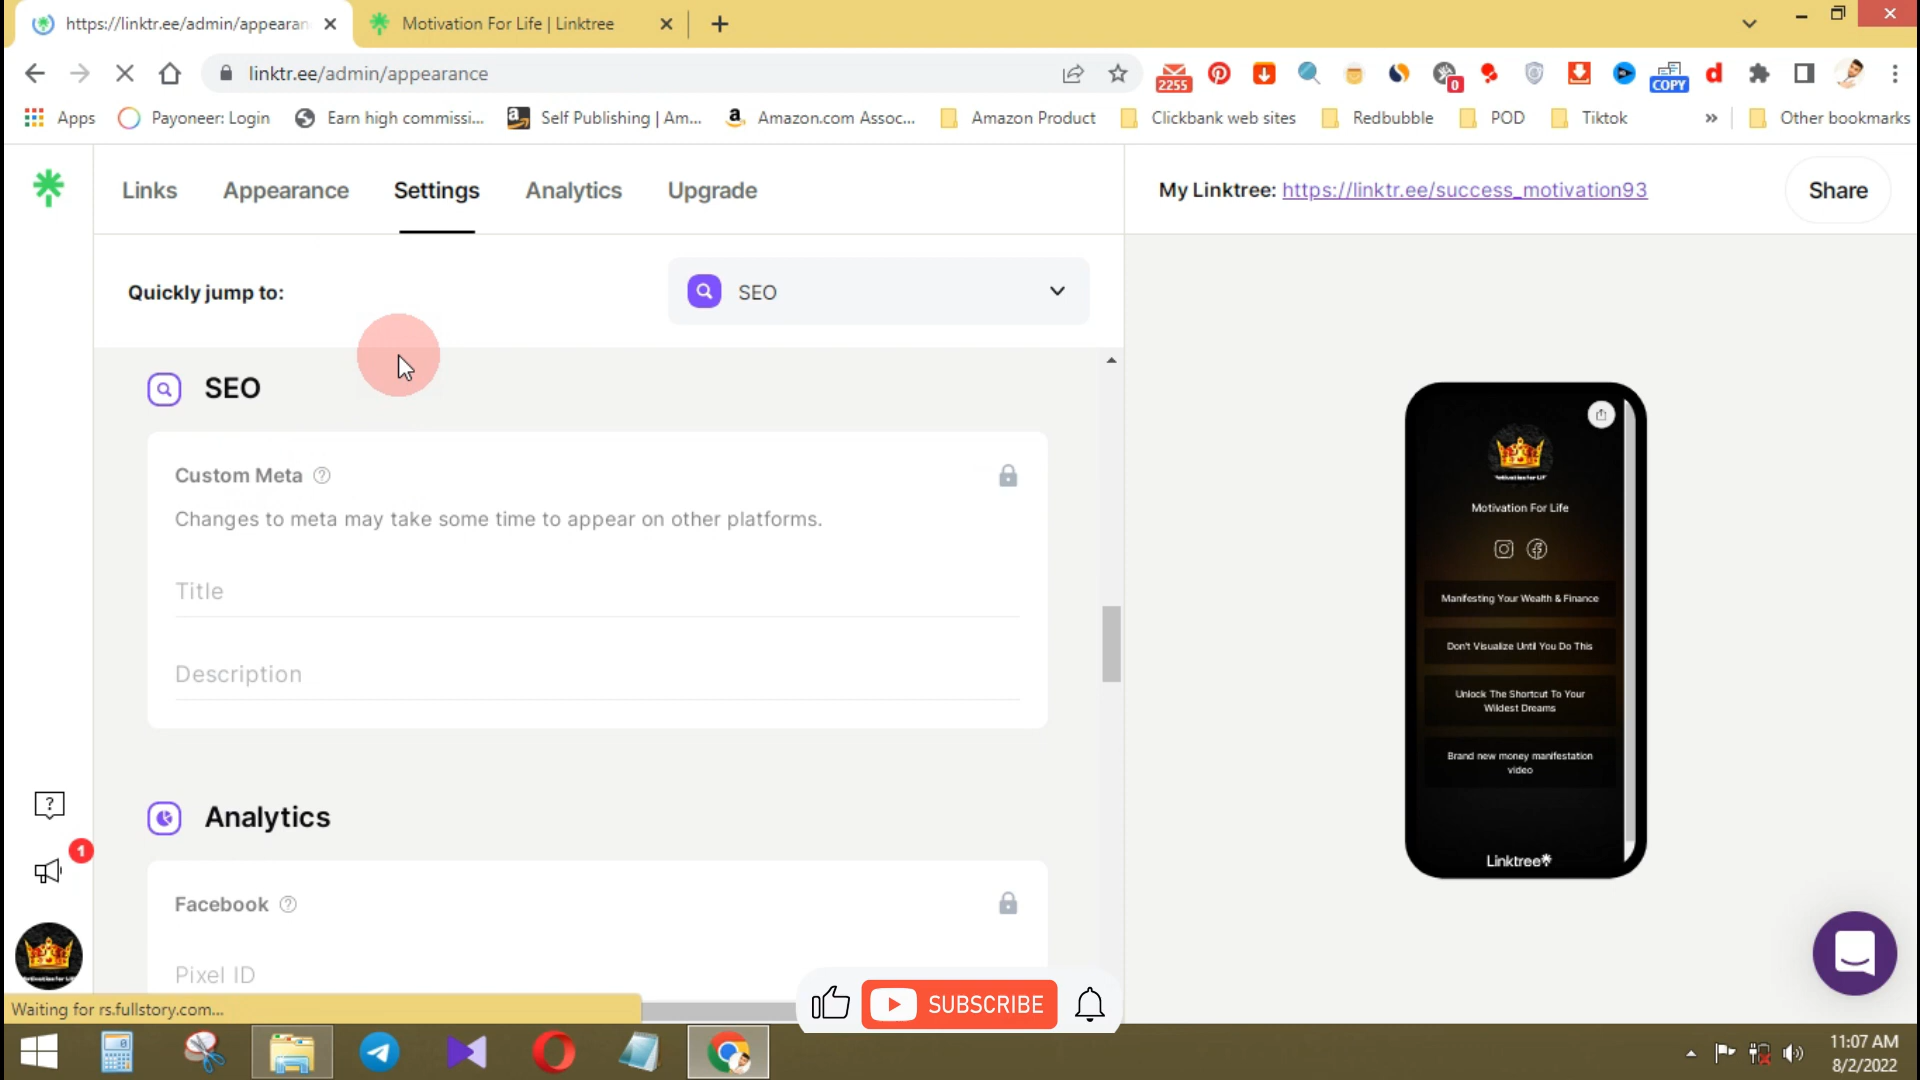 https://linktr.ee/admin/appearan
Motivation For Life | Linktree
linktr.ee/admin/appearance
2255
0
COPY
d
Apps
Payoneer: Login
Earn high commissi...
Self Publishing | Am...
Amazon.com Assoc...
Amazon Product
Clickbank web sites
Redbubble
POD
Tiktok
Other bookmarks
Links
Appearance
Settings
Analytics
Upgrade
My Linktree: https://linktr.ee/success_motivation93
Share
Quickly jump to:
SEO
SEO
Custom Meta
Changes to meta may take some time to appear on other platforms.
Title
Description
Analytics
Facebook
Pixel ID
1
Motivation For Life
Manifesting Your Wealth & Finance
Don't Visualize Until You Do This
Unlock The Shortcut To Your
Wildest Dreams
Brand new money manifestation
video
Linktree
Waiting for rs.fullstory.com...
SUBSCRIBE
11:07 AM
8/2/2022